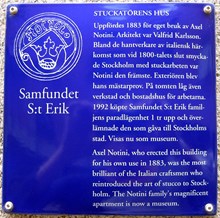 Samfundet
S:t Erik
STUCKATÖRENS HUS
Uppfördes 1883 för eget bruk av Axel
Notini. Arkitekt var Valfrid Karlsson.
Bland de hantverkare av italiensk här-
komst som vid 1800-talets slut smycka-
de Stockholm med stuckarbeten var
Notini den främste. Exteriören blev
hans mästarprov. På tomten låg även
verkstad och bostadshus för arbetarna.
1992 köpte Samfundet S:t Erik famil-
jens paradlägenhet 1 tr upp och över-
lämnade den som gåva till Stockholms
stad. Visas nu som museum.
Axel Notini, who erected this building
for his own use in 1883, was the most
brilliant of the Italian craftsmen who
reintroduced the art of stucco to Stock-
holm. The Notini family's magnificent
apartment is now a museum.